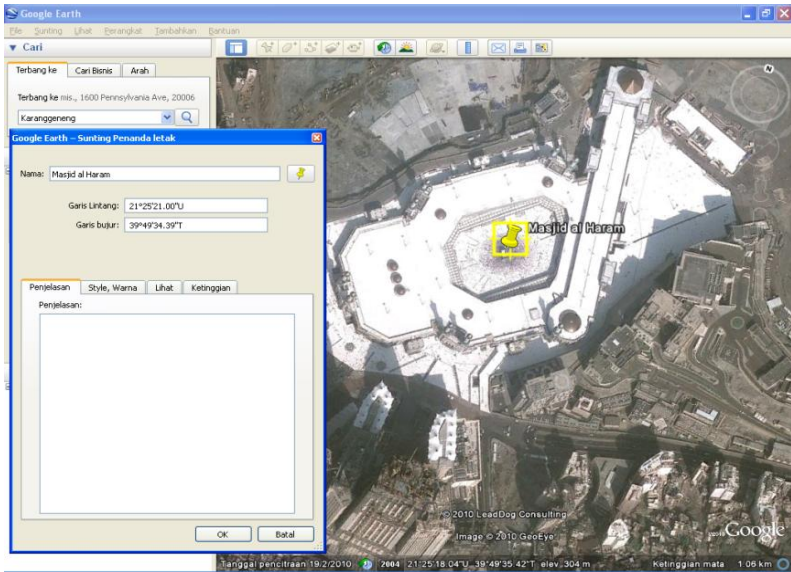 Google Earth
File Sunting Lihat Perangkat Tambahkan Bantuan
Cari
Terbang ke Cari Bisnis Arah
Terbang ke mis., 1600 Pennsylvania Ave, 20006
Karanggeneng
Google Earth - Sunting Penanda letak
Nama: Masjid al Haram
Garis Lintang: 21°25'21.00"U
Garis bujur: 39°49'34.39"T
Penjelasan Style, Warna Lihat Ketinggian
Penjelasan:
OK Batal
Masjid al Haram
N
© 2010 LeadDog Consulting
Image © 2010 GeoEye
©2010 Google
Tanggal pencitraan 19/2/2010 2004 21°25'18.04"U 39°49'35.42"T elev 304 m Ketinggian mata 1.06 km